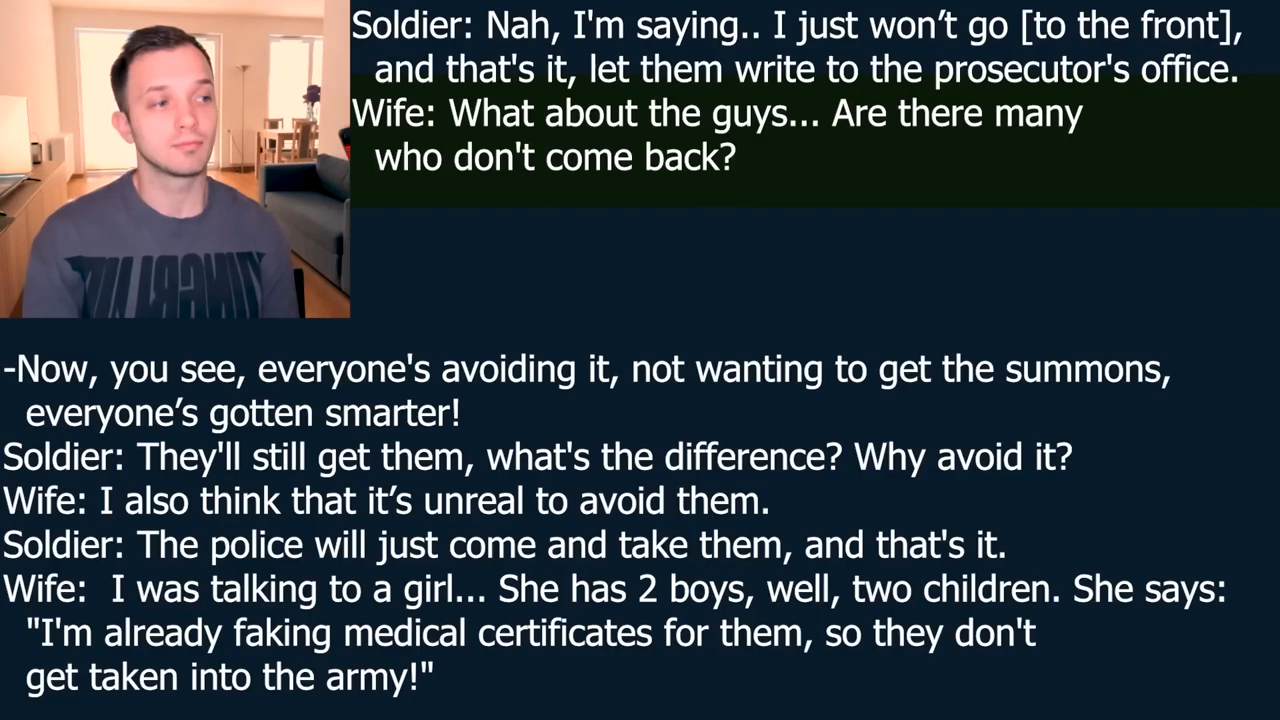 Soldier: Nah, I'm saying.. I just won’t go [to the front],
and that's it, let them write to the prosecutor's office.
Wife: What about the guys... Are there many
who don't come back?
-Now, you see, everyone's avoiding it, not wanting to get the summons,
everyone’s gotten smarter!
Soldier: They'll still get them, what's the difference? Why avoid it?
Wife: I also think that it’s unreal to avoid them.
Soldier: The police will just come and take them, and that's it.
Wife:  I was talking to a girl... She has 2 boys, well, two children. She says:
"I'm already faking medical certificates for them, so they don't
get taken into the army!"